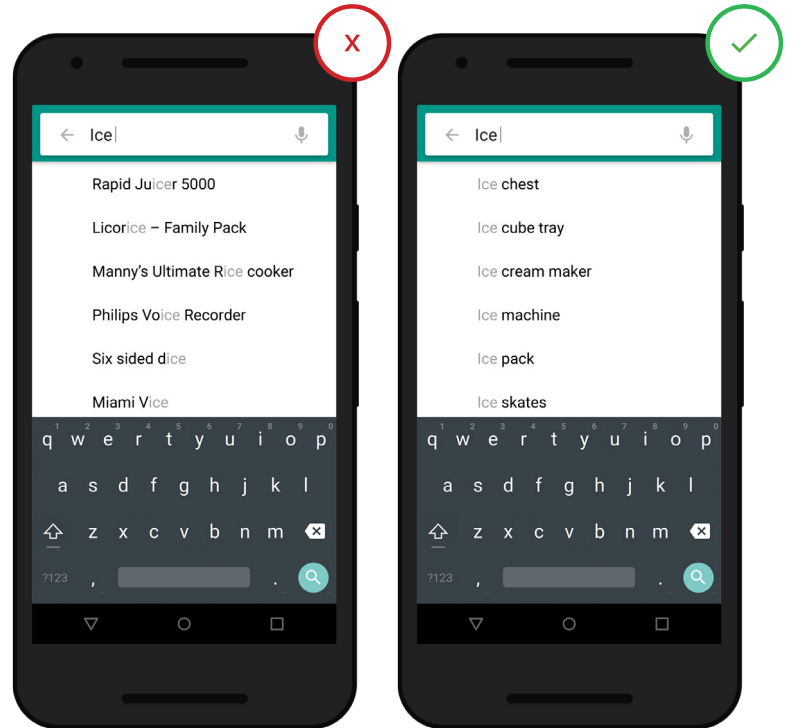 X
Ice
Rapid Juicer 5000
Licorice – Family Pack
Manny's Ultimate Rice cooker
Philips Voice Recorder
Six sided dice
Miami Vice
1 2 3 4 5 6 7 8 9 0
q w e r t y u i o p
a s d f g h j k l
z x c v b n m
?123 , .
Ice
Ice chest
Ice cube tray
Ice cream maker
Ice machine
Ice pack
Ice skates
1 2 3 4 5 6 7 8 9 0
q w e r t y u i o p
a s d f g h j k l
z x c v b n m
?123 , .